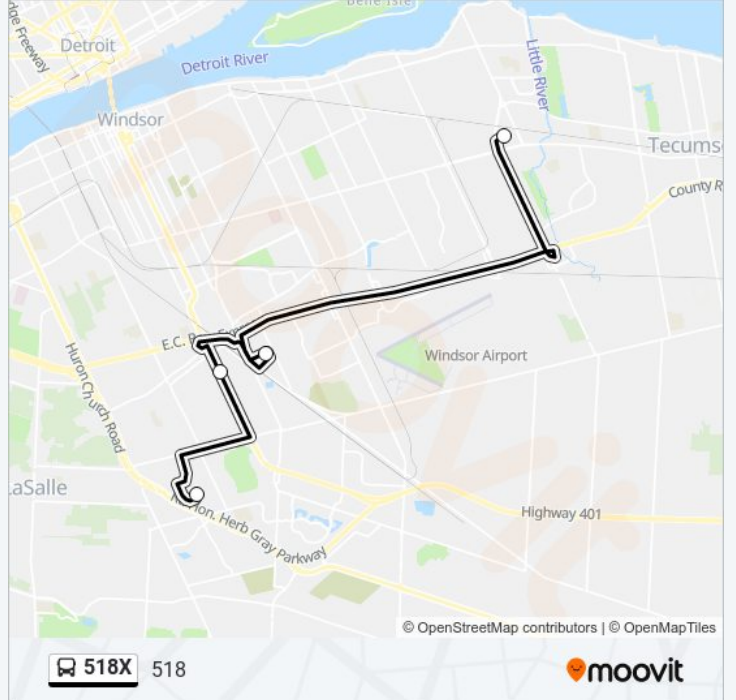 Belle Isle
Detroit
Detroit River
Little River
Windsor
County R
E.C. 
Windsor Airport
Huron Church Road
LaSalle
Hon. Herb Gray Parkway
Highway 401
© OpenStreetMap contributors | © OpenMapTiles
518X 518
moovit